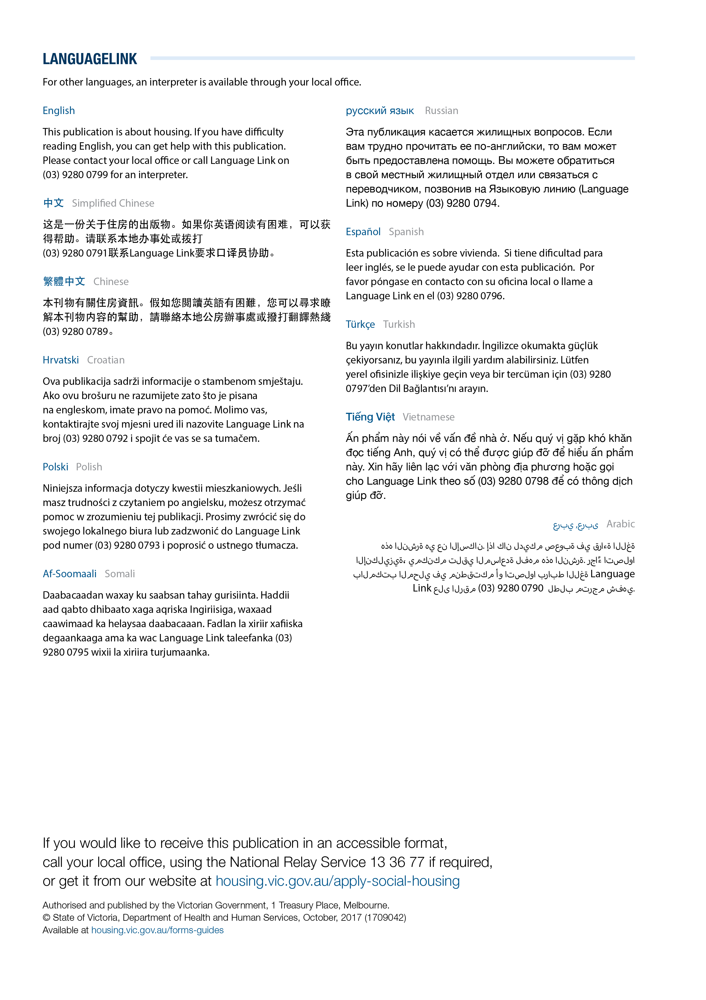 LANGUAGELINK
For other languages, an interpreter is available through your local office.
English
This publication is about housing. If you have difficulty
reading English, you can get help with this publication.
Please contact your local office or call Language Link on
(03) 9280 0799 for an interpreter.
中文 Simplified Chinese
这是一份关于住房的出版物。如果你英语阅读有困难，可以获
得帮助。请联系本地办事处或拨打
(03) 9280 0791联系Language Link要求口译员协助。
繁體中文 Chinese
本刊物有關住房資訊。假如您閱讀英語有困難，您可以尋求瞭
解本刊物内容的幫助，請聯絡本地公房辦事處或撥打翻譯熱綫
(03) 9280 0789。
Hrvatski Croatian
Ova publikacija sadrži informacije o stambenom smještaju.
Ako ovu brošuru ne razumijete zato što je pisana
na engleskom, imate pravo na pomoć. Molimo vas,
kontaktirajte svoj mjesni ured ili nazovite Language Link na
broj (03) 9280 0792 i spojit će vas se sa tumačem.
Polski Polish
Niniejsza informacja dotyczy kwestii mieszkaniowych. Jeśli
masz trudności z czytaniem po angielsku, możesz otrzymać
pomoc w zrozumieniu tej publikacji. Prosimy zwrócić się do
swojego lokalnego biura lub zadzwonić do Language Link
pod numer (03) 9280 0793 i poprosić o ustnego tłumacza.
Af-Soomaali Somali
Daabacaadan waxay ku saabsan tahay gurisiinta. Haddii
aad qabto dhibaato xaga aqriska Ingiriisiga, waxaad
caawimaad ka helaysaa daabacaaan. Fadlan la xiriir xafiiska
degaankaaga ama ka wac Language Link taleefanka (03)
9280 0795 wixii la xiriira turjumaanka.
русский язык Russian
Эта публикация касается жилищных вопросов. Если
вам трудно прочитать ее по-английски, то вам может
быть предоставлена помощь. Вы можете обратиться
в свой местный жилищный отдел или связаться с
переводчиком, позвонив на Языковую линию (Language
Link) по номеру (03) 9280 0794.
Español Spanish
Esta publicación es sobre vivienda. Si tiene dificultad para
leer inglés, se le puede ayudar con esta publicación. Por
favor póngase en contacto con su oficina local o llame a
Language Link en el (03) 9280 0796.
Türkçe Turkish
Bu yayın konutlar hakkındadır. İngilizce okumakta güçlük
çekiyorsanız, bu yayınla ilgili yardım alabilirsiniz. Lütfen
yerel ofisinizle ilişkiye geçin veya bir tercüman için (03) 9280
0797’den Dil Bağlantısı’nı arayın.
Tiếng Việt Vietnamese
Ấn phẩm này nói về vấn đề nhà ở. Nếu quý vị gặp khó khăn
đọc tiếng Anh, quý vị có thể được giúp đỡ để hiểu ấn phẩm
này. Xin hãy liên lạc với văn phòng địa phương hoặc gọi
cho Language Link theo số (03) 9280 0798 để có thông dịch
giúp đỡ.
عربي, عربى Arabic
هذه النشرة هي عن الإسكان. إذا كان لديكم صعوبة في قراءة اللغة
الإنكليزية، يمكنكم تلقي المساعدة لفهم هذه النشرة. رجاءً اتصلوا
بالمكتب المحلي في منطقتكم أو اتصلوا برابط اللغة Language
Link على الرقم (03) 9280 0790 لطلب مترجم شفهي.
If you would like to receive this publication in an accessible format,
call your local office, using the National Relay Service 13 36 77 if required,
or get it from our website at housing.vic.gov.au/apply-social-housing
Authorised and published by the Victorian Government, 1 Treasury Place, Melbourne.
© State of Victoria, Department of Health and Human Services, October, 2017 (1709042)
Available at housing.vic.gov.au/forms-guides